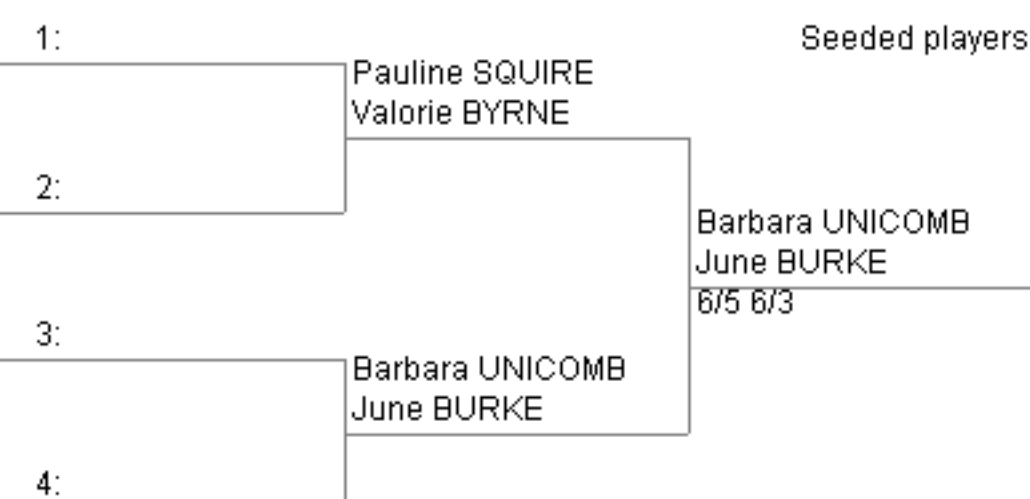 1:
Seeded players
Pauline SQUIRE
Valorie BYRNE
2:
Barbara UNICOMB
June BURKE
6/5 6/3
3:
Barbara UNICOMB
June BURKE
4: